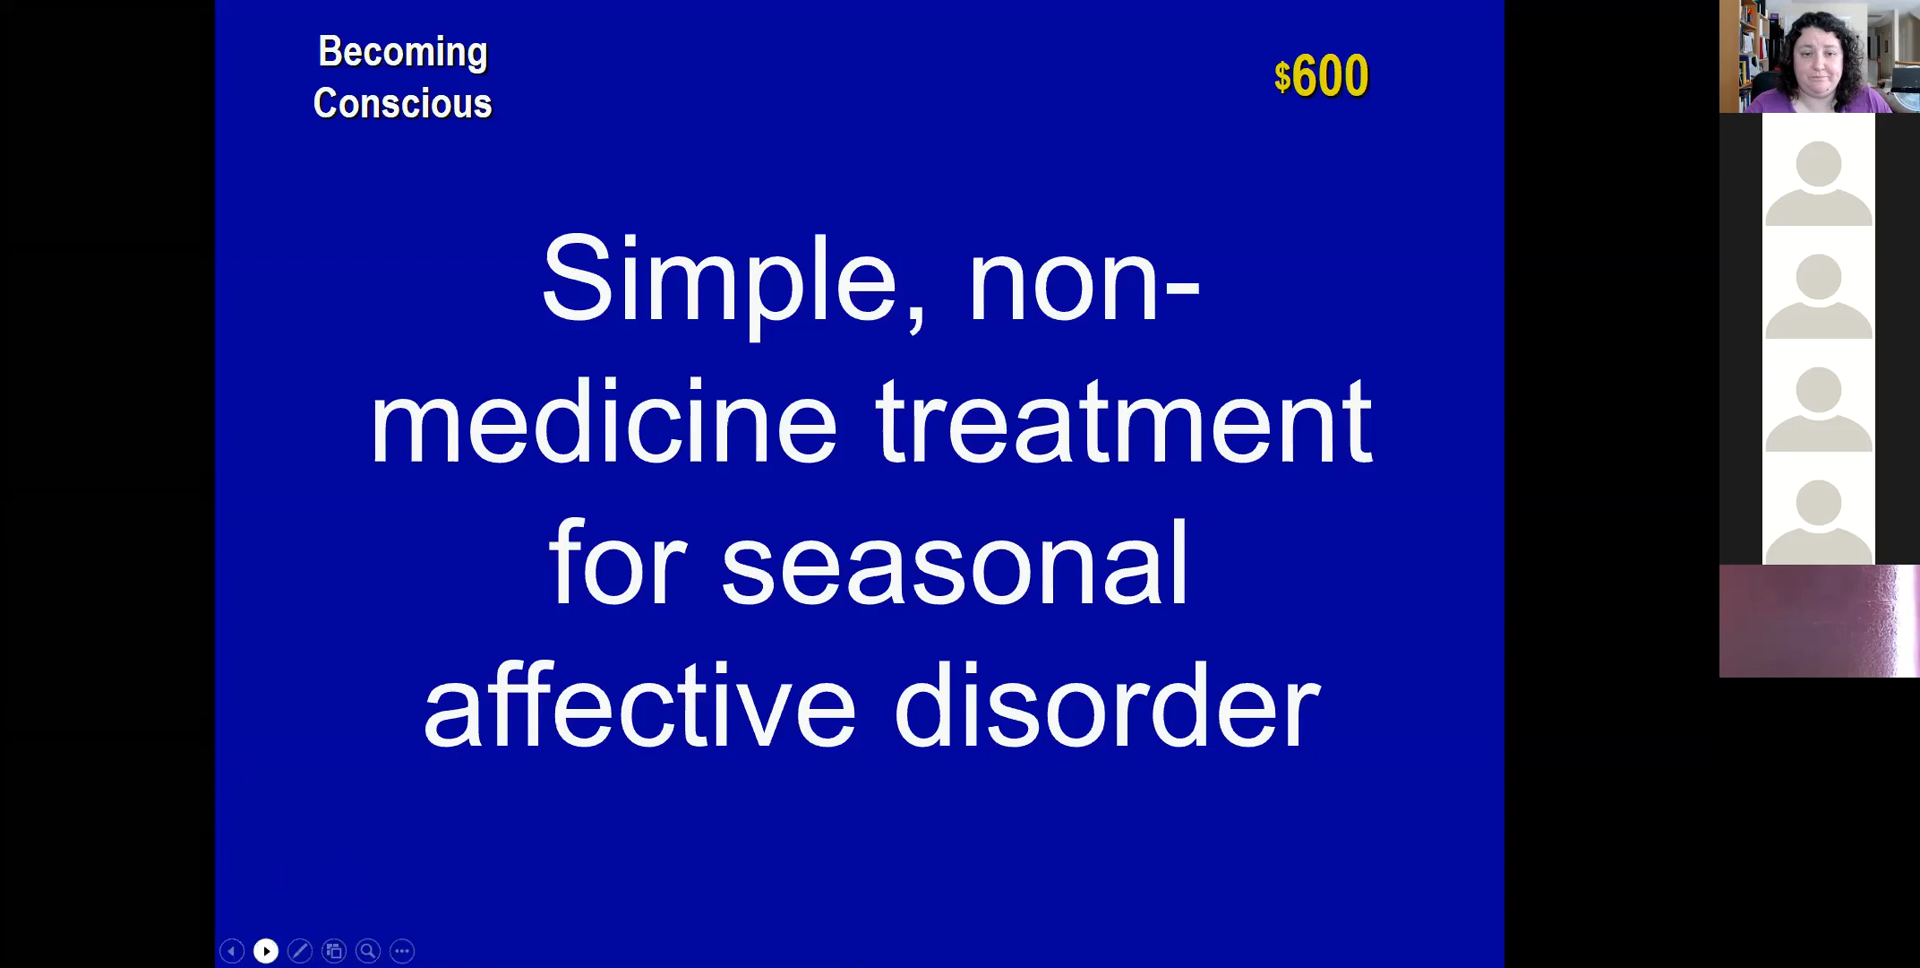 Becoming
Conscious
$600
Simple, non-
medicine treatment
for seasonal
affective disorder